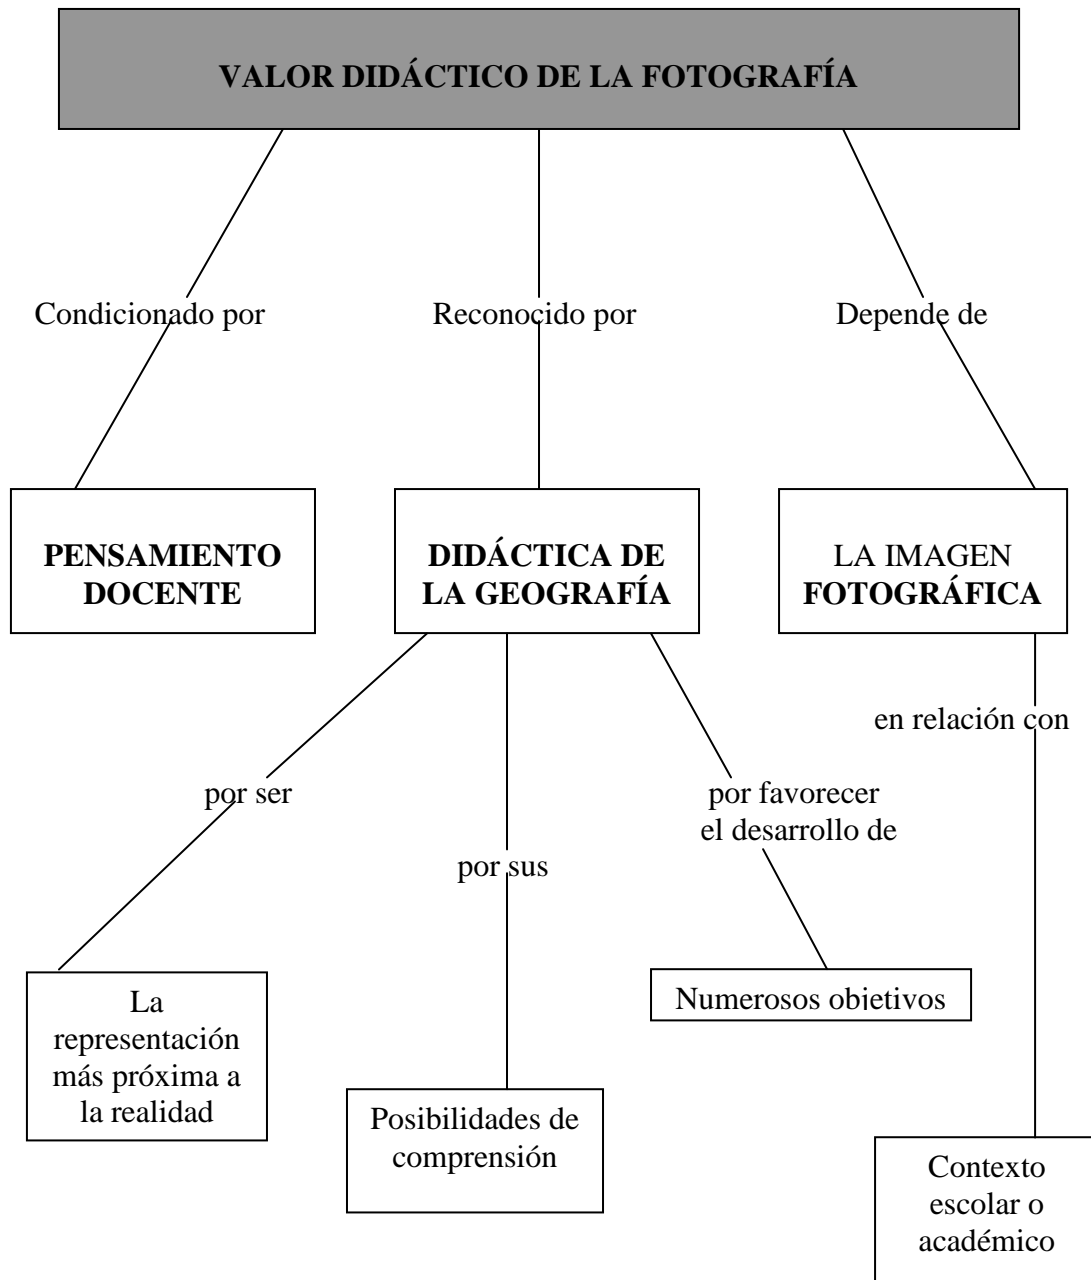 VALOR DIDÁCTICO DE LA FOTOGRAFÍA
Condicionado por
Reconocido por
Depende de
PENSAMIENTO
DOCENTE
DIDÁCTICA DE
LA GEOGRAFÍA
LA IMAGEN
FOTOGRÁFICA
en relación con
por ser
por favorecer
el desarrollo de
por sus
La
representación
más próxima a
la realidad
Numerosos objetivos
Posibilidades de
comprensión
Contexto
escolar o
académico